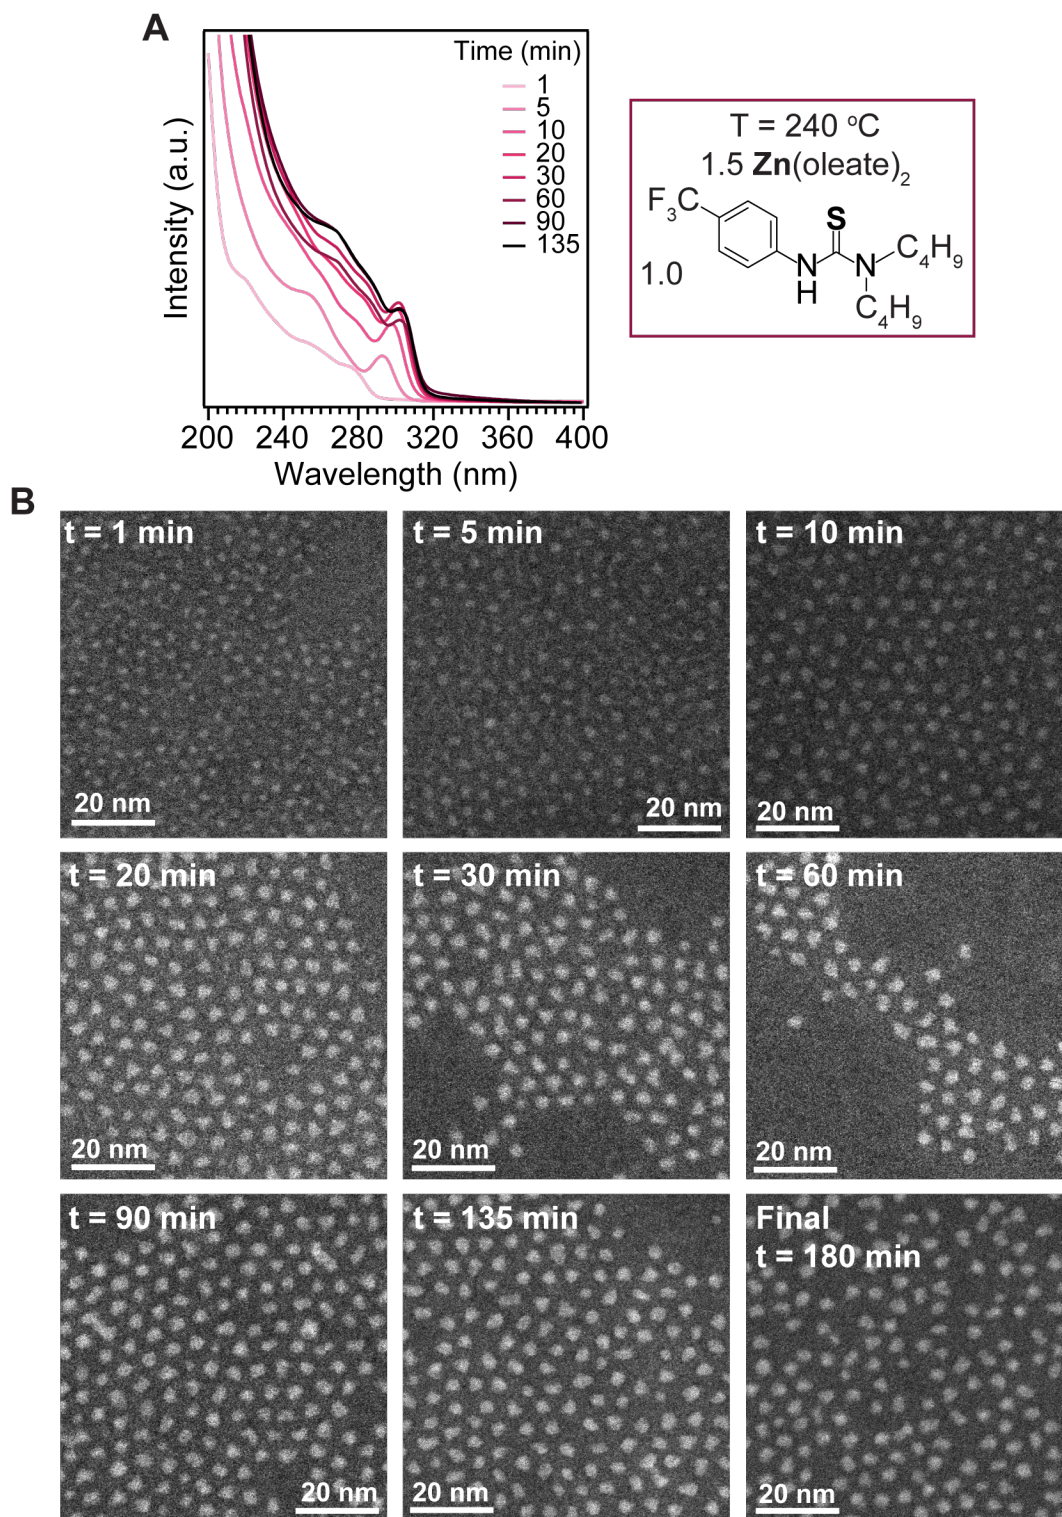 A
Time (min)
1
5
10
20
30
60
90
135
Intensity (a.u.)
200 240 280 320 360 400
Wavelength (nm)
T = 240 °C
1.5 Zn(oleate)₂
F₃C
S
1.0
N
H
N
C₄H₉
C₄H₉
B
t = 1 min
20 nm
t = 5 min
20 nm
t = 10 min
20 nm
t = 20 min
20 nm
t = 30 min
20 nm
t = 60 min
20 nm
t = 90 min
20 nm
t = 135 min
20 nm
Final
t = 180 min
20 nm